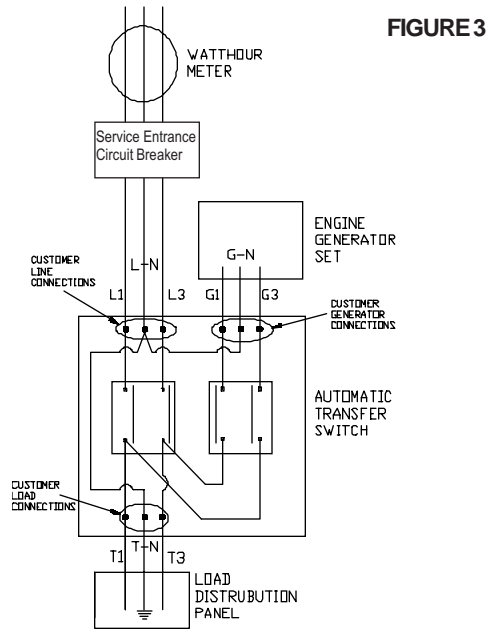 FIGURE 3
WATTHOUR
METER
Service Entrance
Circuit Breaker
ENGINE
GENERATOR
SET
G-N
L-N
CUSTOMER
LINE
CONNECTIONS
L1
L3
G1
G3
CUSTOMER
GENERATOR
CONNECTIONS
AUTOMATIC
TRANSFER
SWITCH
CUSTOMER
LOAD
CONNECTIONS
T1
T-N
T3
LOAD
DISTRUBUTION
PANEL